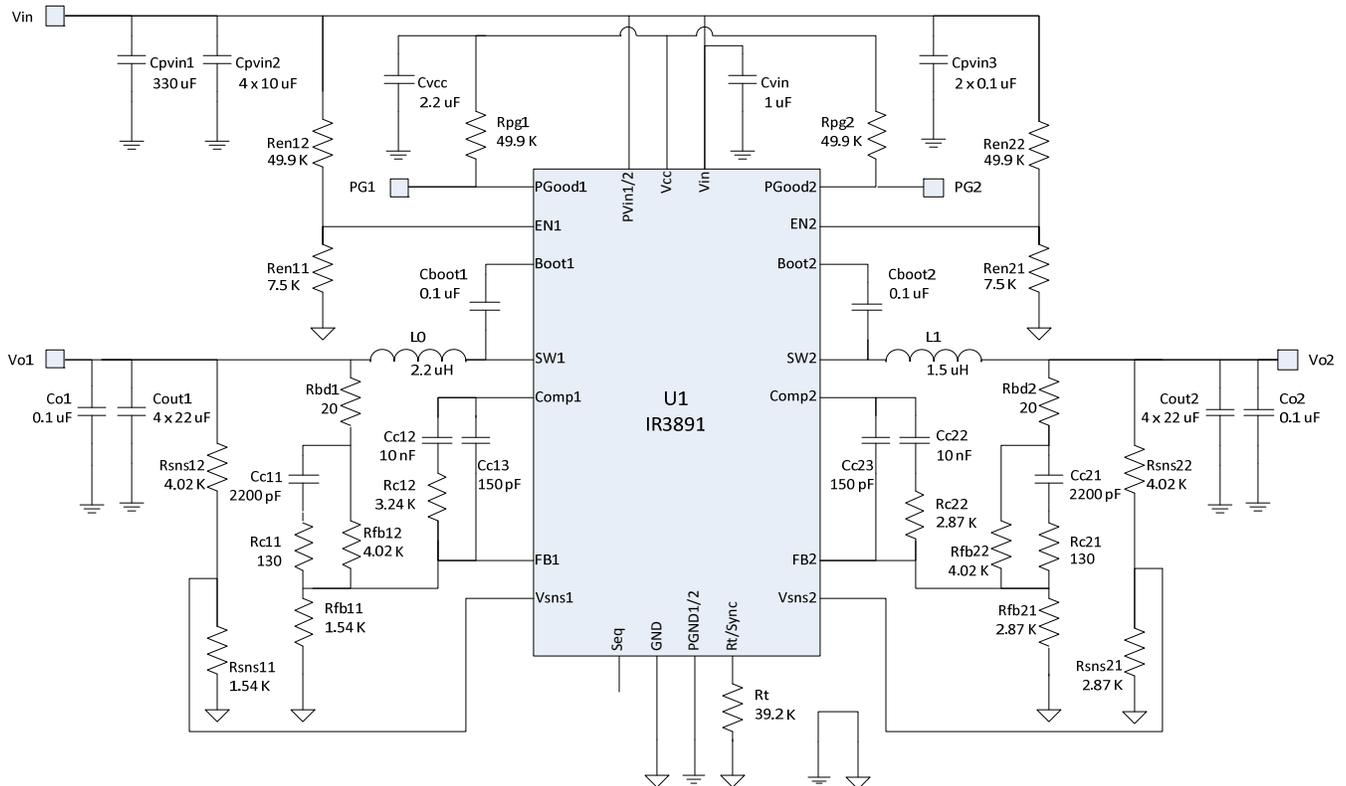 Vin
Cpvin1
330 uF
Cpvin2
4 x 10 uF
Cvcc
2.2 uF
Cvin
1 uF
Cpvin3
2 x 0.1 uF
Ren12
49.9 K
Rpg1
49.9 K
Rpg2
49.9 K
Ren22
49.9 K
PG1
PGood1
PVin1/2
Vcc
Vin
PGood2
PG2
EN1
EN2
Ren11
7.5 K
Boot1
Boot2
Ren21
7.5 K
Cboot1
0.1 uF
Cboot2
0.1 uF
Vo1
L0
2.2 uH
SW1
SW2
L1
1.5 uH
Vo2
Co1
0.1 uF
Cout1
4 x 22 uF
Rbd1
20
Comp1
U1
IR3891
Comp2
Rbd2
20
Cout2
4 x 22 uF
Co2
0.1 uF
Rsns12
4.02 K
Cc11
2200 pF
Cc12
10 nF
Cc13
150 pF
Rc12
3.24 K
Cc23
150 pF
Cc22
10 nF
Cc21
2200 pF
Rsns22
4.02 K
Rc11
130
Rfb12
4.02 K
Rc22
2.87 K
Rfb22
4.02 K
Rc21
130
FB1
FB2
Vsns1
Vsns2
Rfb11
1.54 K
Rfb21
2.87 K
Rsns11
1.54 K
Rsns21
2.87 K
Seq
GND
PGND1/2
Rt/Sync
Rt
39.2 K